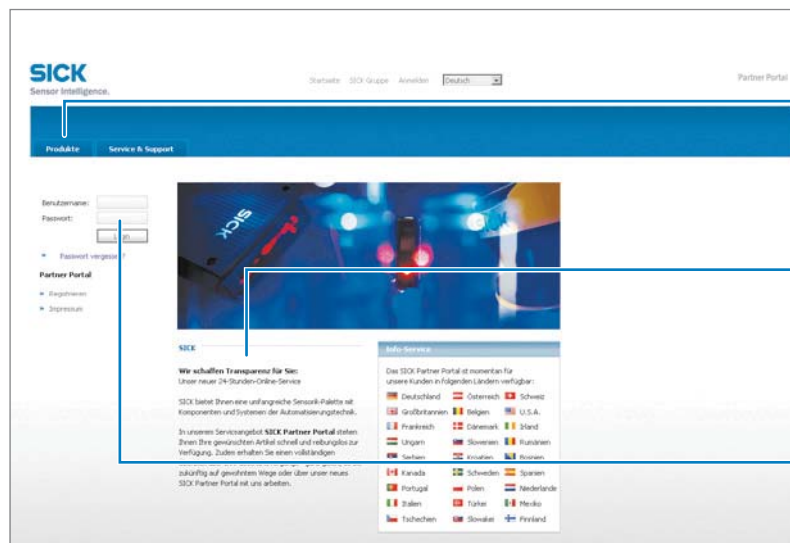 SICK
Sensor Intelligence.
Startseite SICK Gruppe Anmelden Deutsch
Partner Portal
Produkte Service & Support
Benutzername:
Passwort:
Passwort vergessen?
Partner Portal
Registrieren
Impressum
SICK
SICK
SICK
Wir schaffen Transparenz für Sie:
Unser neuer 24-Stunden-Online-Service
SICK bietet Ihnen eine umfangreiche Sensorik-Palette mit
Komponenten und Systemen der Automatisierungstechnik.
In unserem Serviceangebot SICK Partner Portal stehen
Ihnen Ihre gewünschten Artikel schnell und reibungslos zur
Verfügung. Zudem erhalten Sie einen vollständigen
zukünftig auf gewohntem Wege oder über unser neues
SICK Partner Portal mit uns arbeiten.
Info-Service
Das SICK Partner Portal ist momentan für
unsere Kunden in folgenden Ländern verfügbar:
Deutschland Österreich Schweiz
Großbritannien Belgien U.S.A.
Frankreich Dänemark Irland
Ungarn Slowenien Rumänien
Serbien Kroatien Bosnien
Kanada Schweden Spanien
Portugal Polen Niederlande
Italien Türkei Mexiko
Tschechien Slowakei Finnland